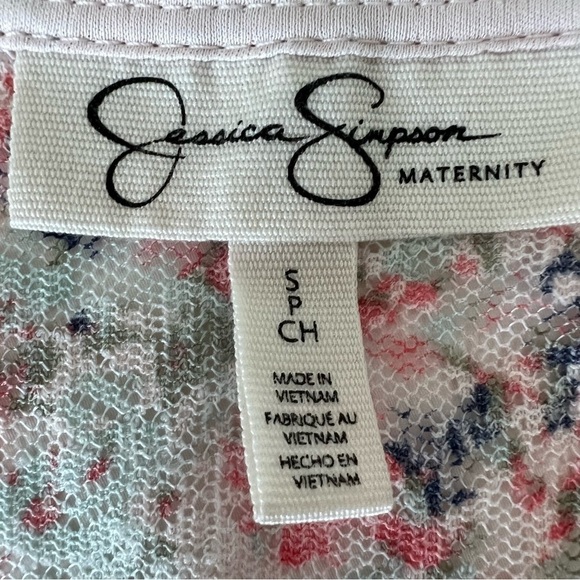 Jessica Simpson
MATERNITY
S
P
CH
MADE IN
VIETNAM
FABRIQUÉ AU
VIETNAM
HECHO EN
VIETNAM